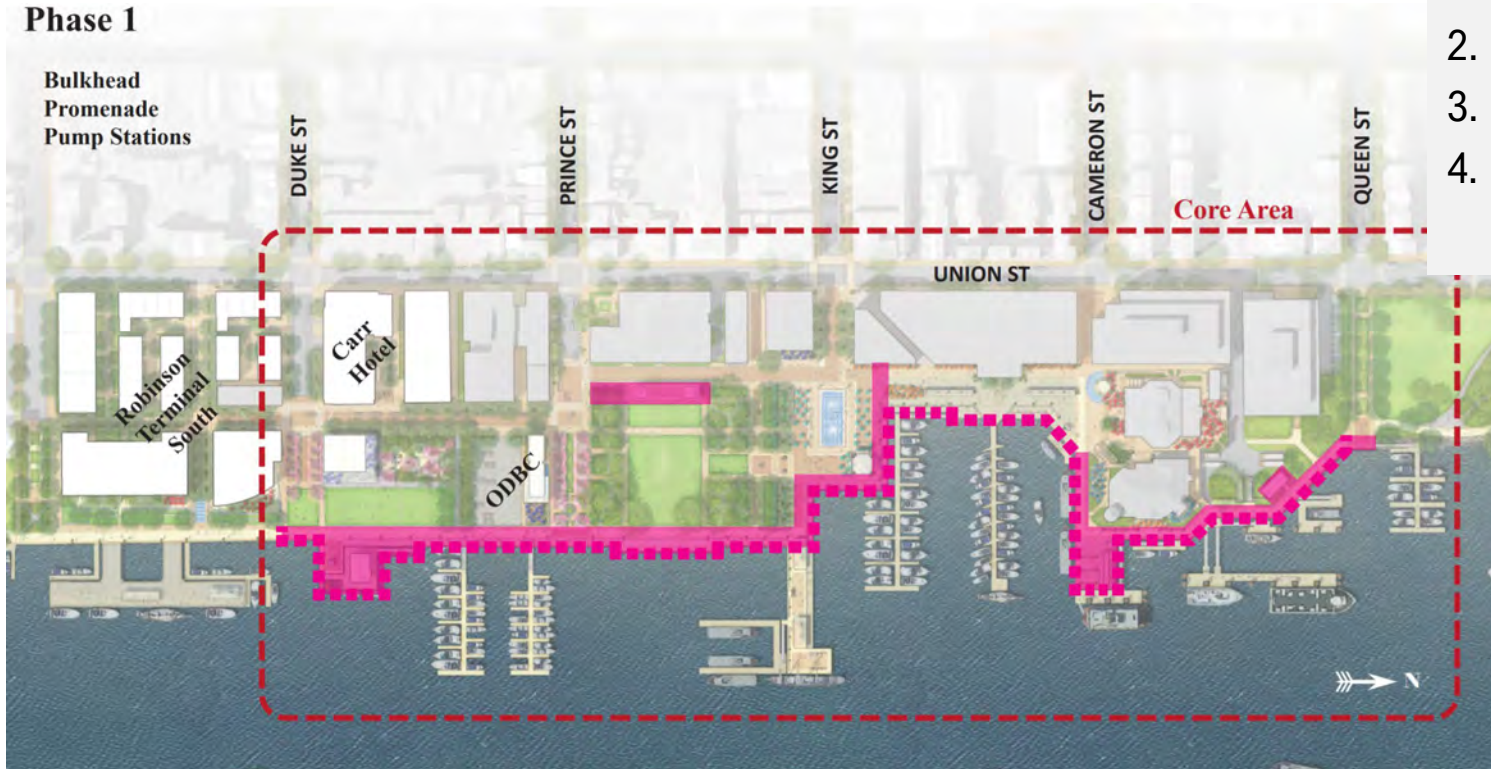 Phase 1
Bulkhead
Promenade
Pump Stations
DUKE ST
PRINCE ST
KING ST
CAMERON ST
QUEEN ST
Core Area
UNION ST
Carr
Hotel
Robinson
Terminal
South
ODBC
N
2.
3.
4.